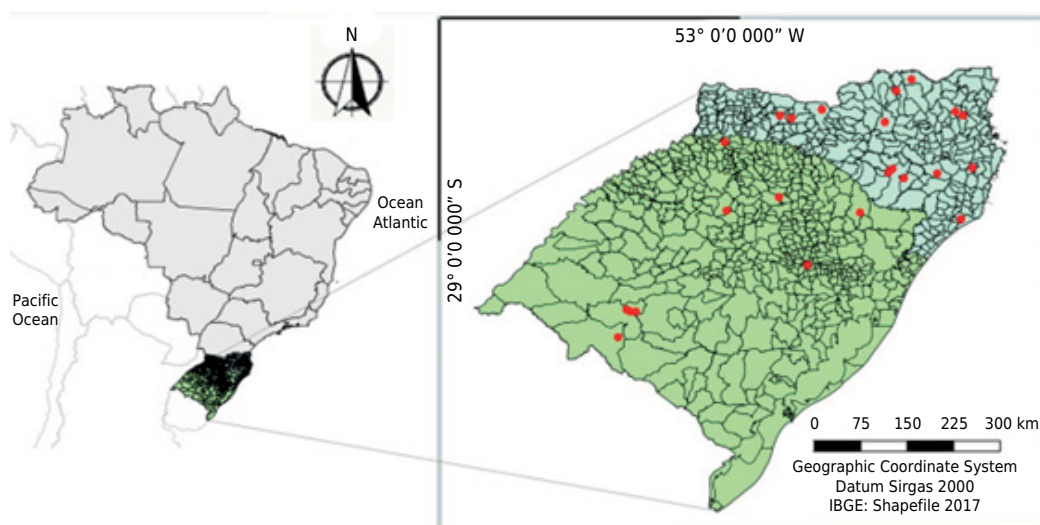 N
53° 0’0 000” W
Ocean
Atlantic
29° 0’0 000” S
Pacific
Ocean
0 75 150 225 300 km
Geographic Coordinate System
Datum Sirgas 2000
IBGE: Shapefile 2017